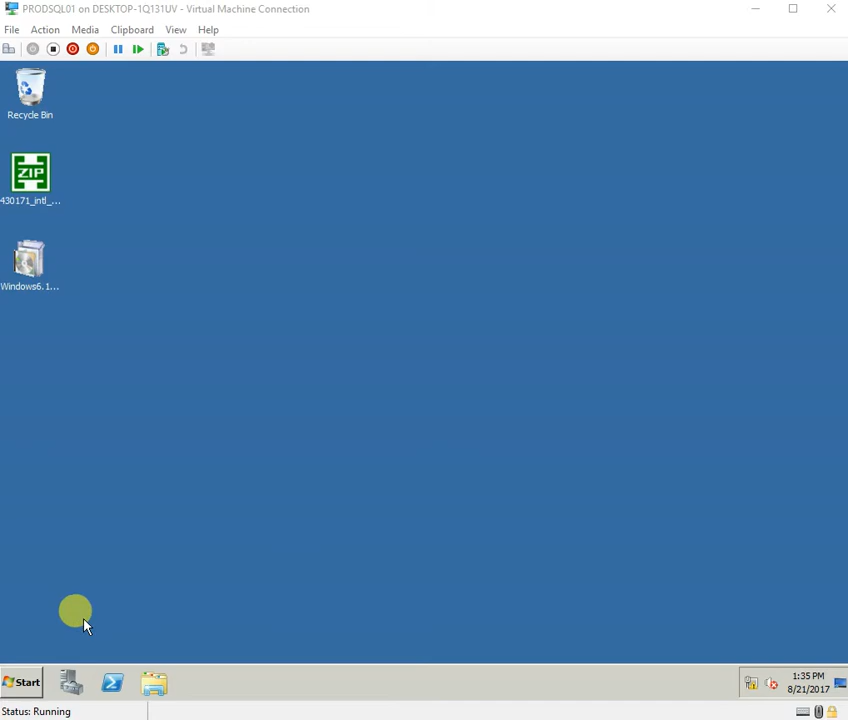 PRODSQL01 on DESKTOP-1Q131UV - Virtual Machine Connection
File Action Media Clipboard View Help
Recycle Bin
ZIP
430171_intl_...
Windows6.1...
Start
1:35 PM
8/21/2017
Status: Running